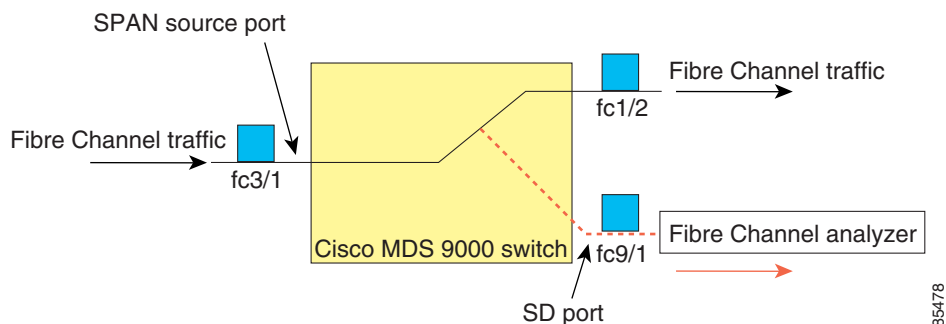 SPAN source port
Fibre Channel traffic
fc1/2
Fibre Channel traffic
fc3/1
Cisco MDS 9000 switch
fc9/1
Fibre Channel analyzer
SD port